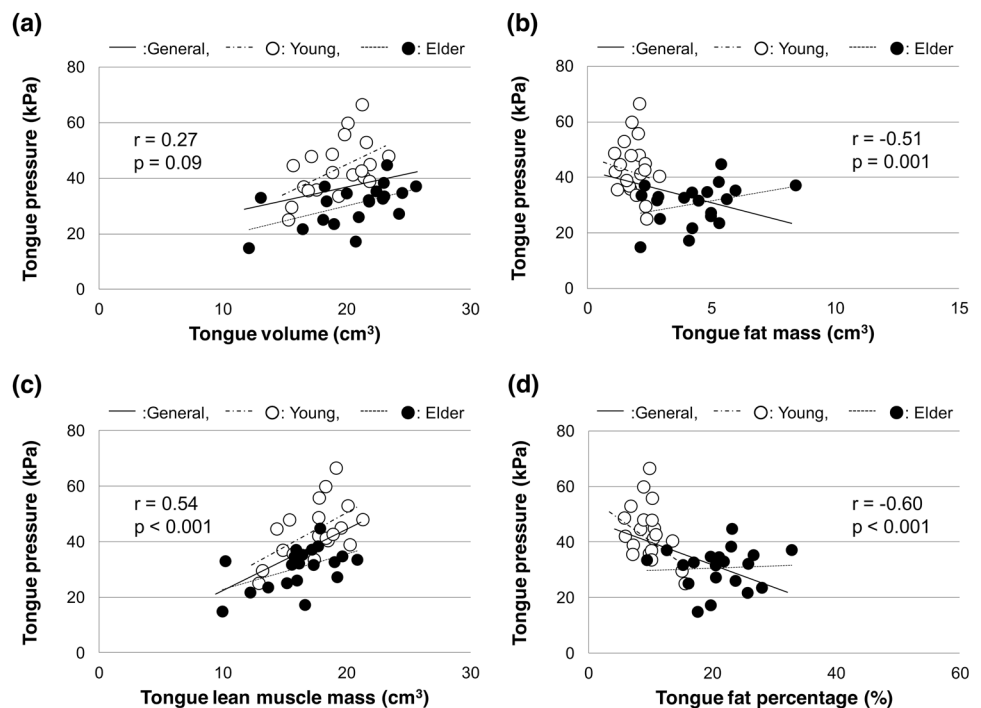 (a)
:General, : Young, : Elder
80
60
40
20
0
0 10 20 30
Tongue pressure (kPa)
r = 0.27
p = 0.09
Tongue volume (cm³)
(b)
:General, : Young, : Elder
80
60
40
20
0
0 5 10 15
Tongue pressure (kPa)
r = -0.51
p = 0.001
Tongue fat mass (cm³)
(c)
:General, : Young, : Elder
80
60
40
20
0
0 10 20 30
Tongue pressure (kPa)
r = 0.54
p < 0.001
Tongue lean muscle mass (cm³)
(d)
:General, : Young, : Elder
80
60
40
20
0
0 20 40 60
Tongue pressure (kPa)
r = -0.60
p < 0.001
Tongue fat percentage (%)